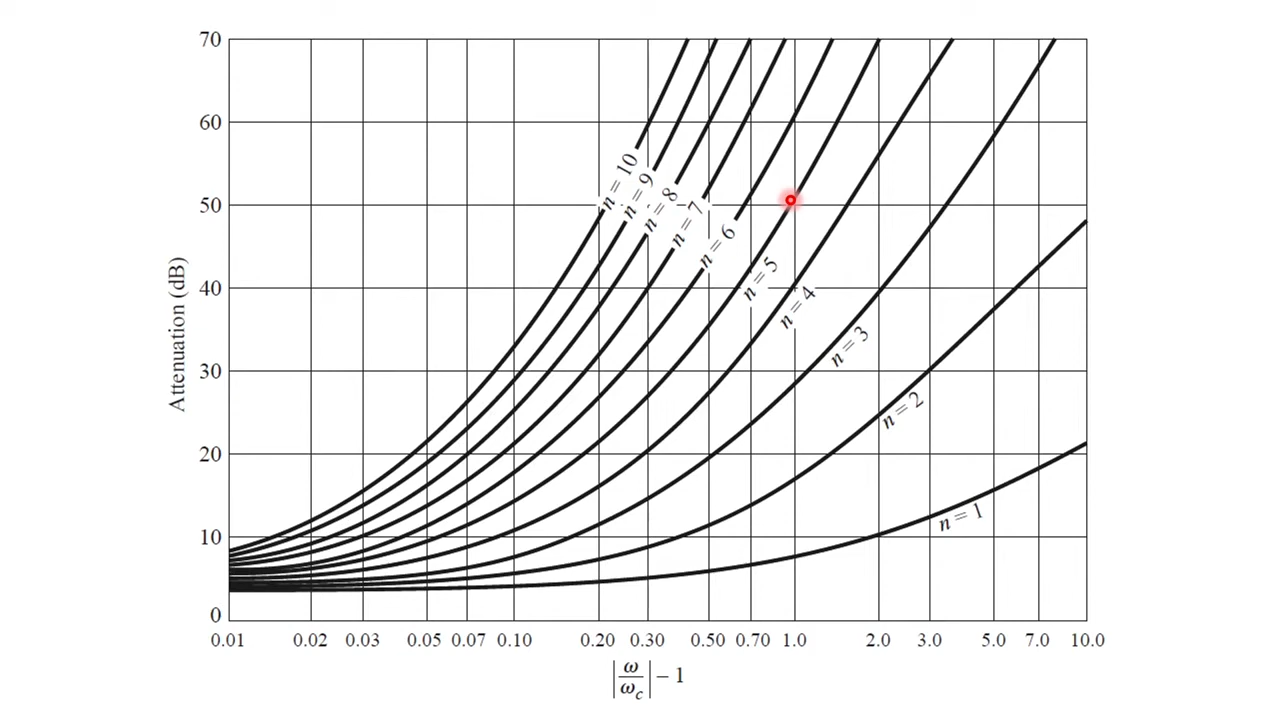 70
60
50
40
30
20
10
0
Attenuation (dB)
n = 10
n = 9
n = 8
n = 7
n = 6
n = 5
n = 4
n = 3
n = 2
n = 1
0.01 0.02 0.03 0.05 0.07 0.10 0.20 0.30 0.50 0.70 1.0 2.0 3.0 5.0 7.0 10.0
|ω/ωc| − 1